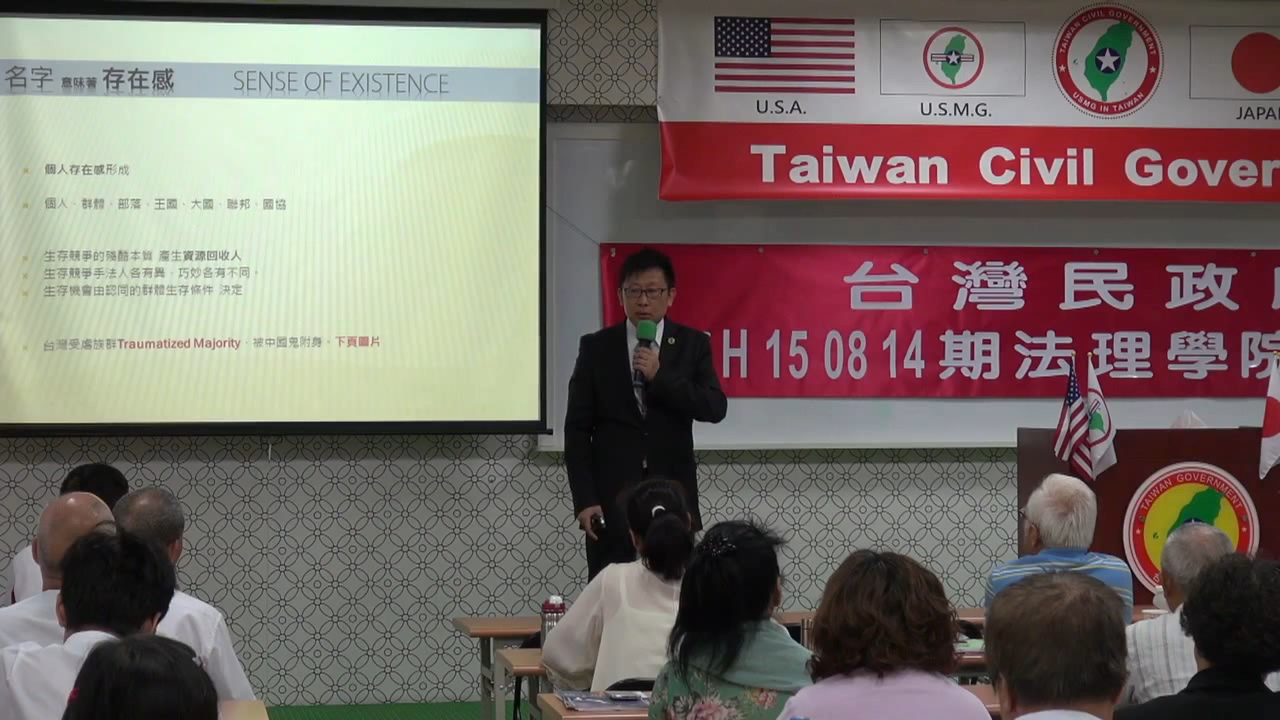 名字 意味著 存在感 SENSE OF EXISTENCE
個人存在感形成
個人、群體、部落、王國、大國、聯邦、國協
生存競爭的殘酷本質 產生資源回收人
生存競爭手法人各有異，巧妙各有不同。
生存機會由認同的群體生存條件 決定
台灣受虐族群Traumatized Majority，被中國鬼附身。下頁圖片
U.S.A.
U.S.M.G.
TAIWAN CIVIL GOVERNMENT
USMG IN TAIWAN
JAPA
Taiwan Civil Gover
台灣民政
H 15 08 14 期法理學院
TAIWAN GOVERNMENT